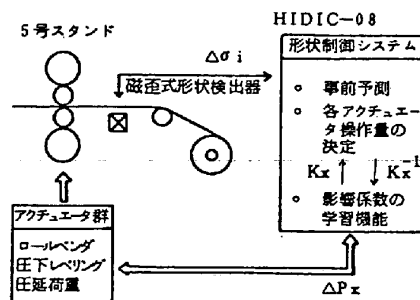 HIDIC-08
5号スタンド
Δσi
形状制御システム
磁歪式形状検出器
○ 事前予測
○ 各アクチュエー
タ操作量の
決定
Kx Kx⁻¹
○ 影響係数の
学習機能
アクチュエータ群
ロールベンダ
圧下レベリング
圧延荷重
ΔPx